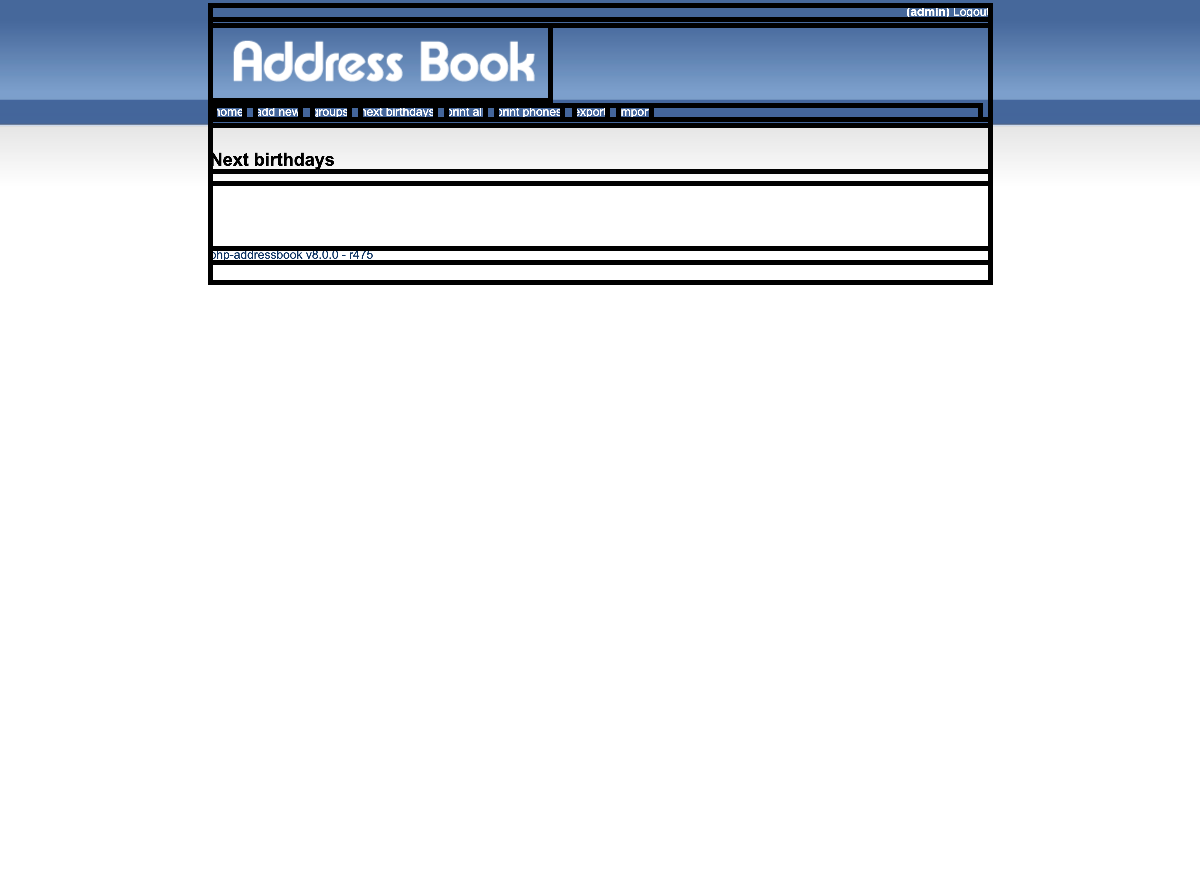 (admin) Logout
Address Book
home add new groups next birthdays print all print phones export import
Next birthdays
php-addressbook v8.0.0 - r475